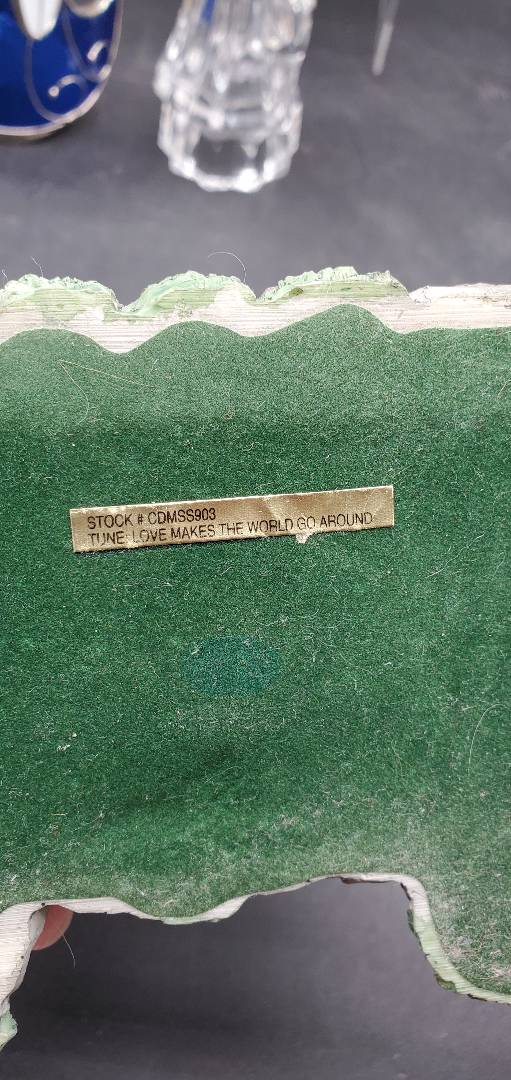 STOCK # CDMSS903
TUNE: LOVE MAKES THE WORLD GO AROUND